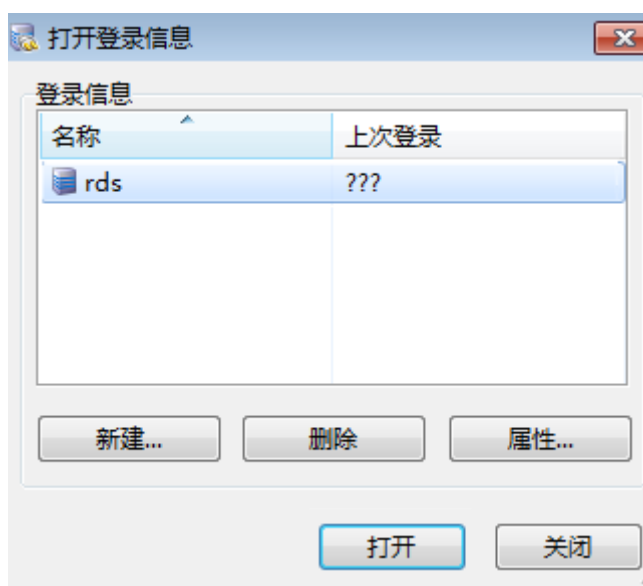 打开登录信息
登录信息
名称 上次登录
rds ???
新建... 删除 属性...
打开 关闭